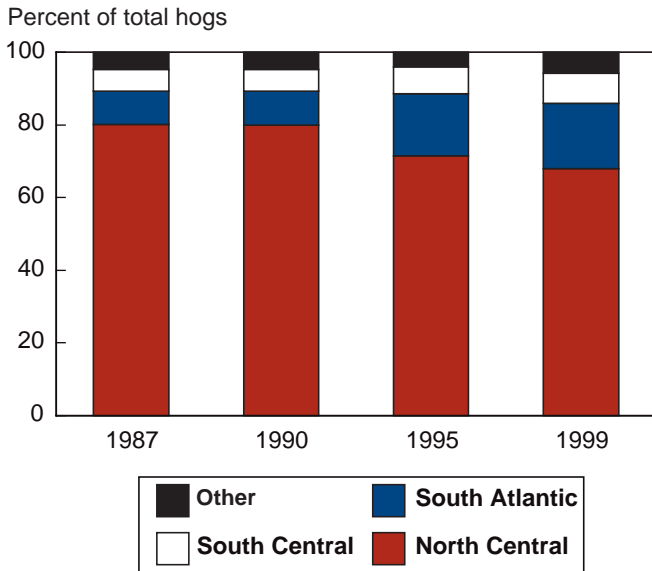 Percent of total hogs
100
80
60
40
20
0
1987 1990 1995 1999
Other South Atlantic
South Central North Central